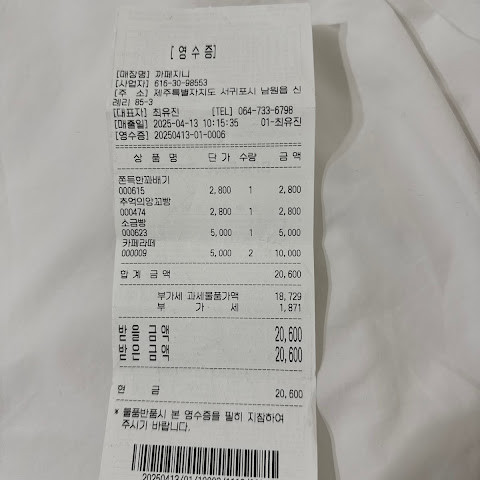 [ 영 수 증 ]
[매장명] 까페지니
[사업자] 616-30-98553
[주 소] 제주특별자치도 서귀포시 남원읍 신
례리 85-3
[대표자] 최유진 [TEL] 064-733-6798
[매출일] 2025-04-13 10:15:35 01-최유진
[영수증] 20250413-01-0006
상 품 명 단 가 수량 금 액
쫀득한꽈배기
000615 2,800 1 2,800
추억의앙꼬빵
000474 2,800 1 2,800
소금빵
000623 5,000 1 5,000
카페라떼
000009 5,000 2 10,000
합 계 금 액 20,600
부가세 과세물품가액 18,729
부 가 세 1,871
받을금액 20,600
받은금액 20,600
현 금 20,600
* 물품반품시 본 영수증을 필히 지참하여
주시기 바랍니다.